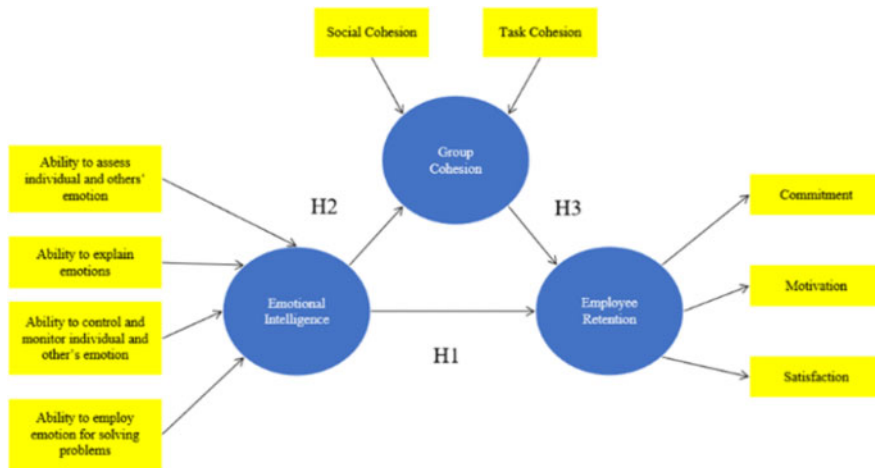 Social Cohesion
Task Cohesion
Group
Cohesion
Ability to assess
individual and others'
emotion
H2
H3
Commitment
Ability to explain
emotions
Emotional
Intelligence
Employee
Retention
Motivation
Ability to control and
monitor individual and
other's emotion
H1
Satisfaction
Ability to employ
emotion for solving
problems